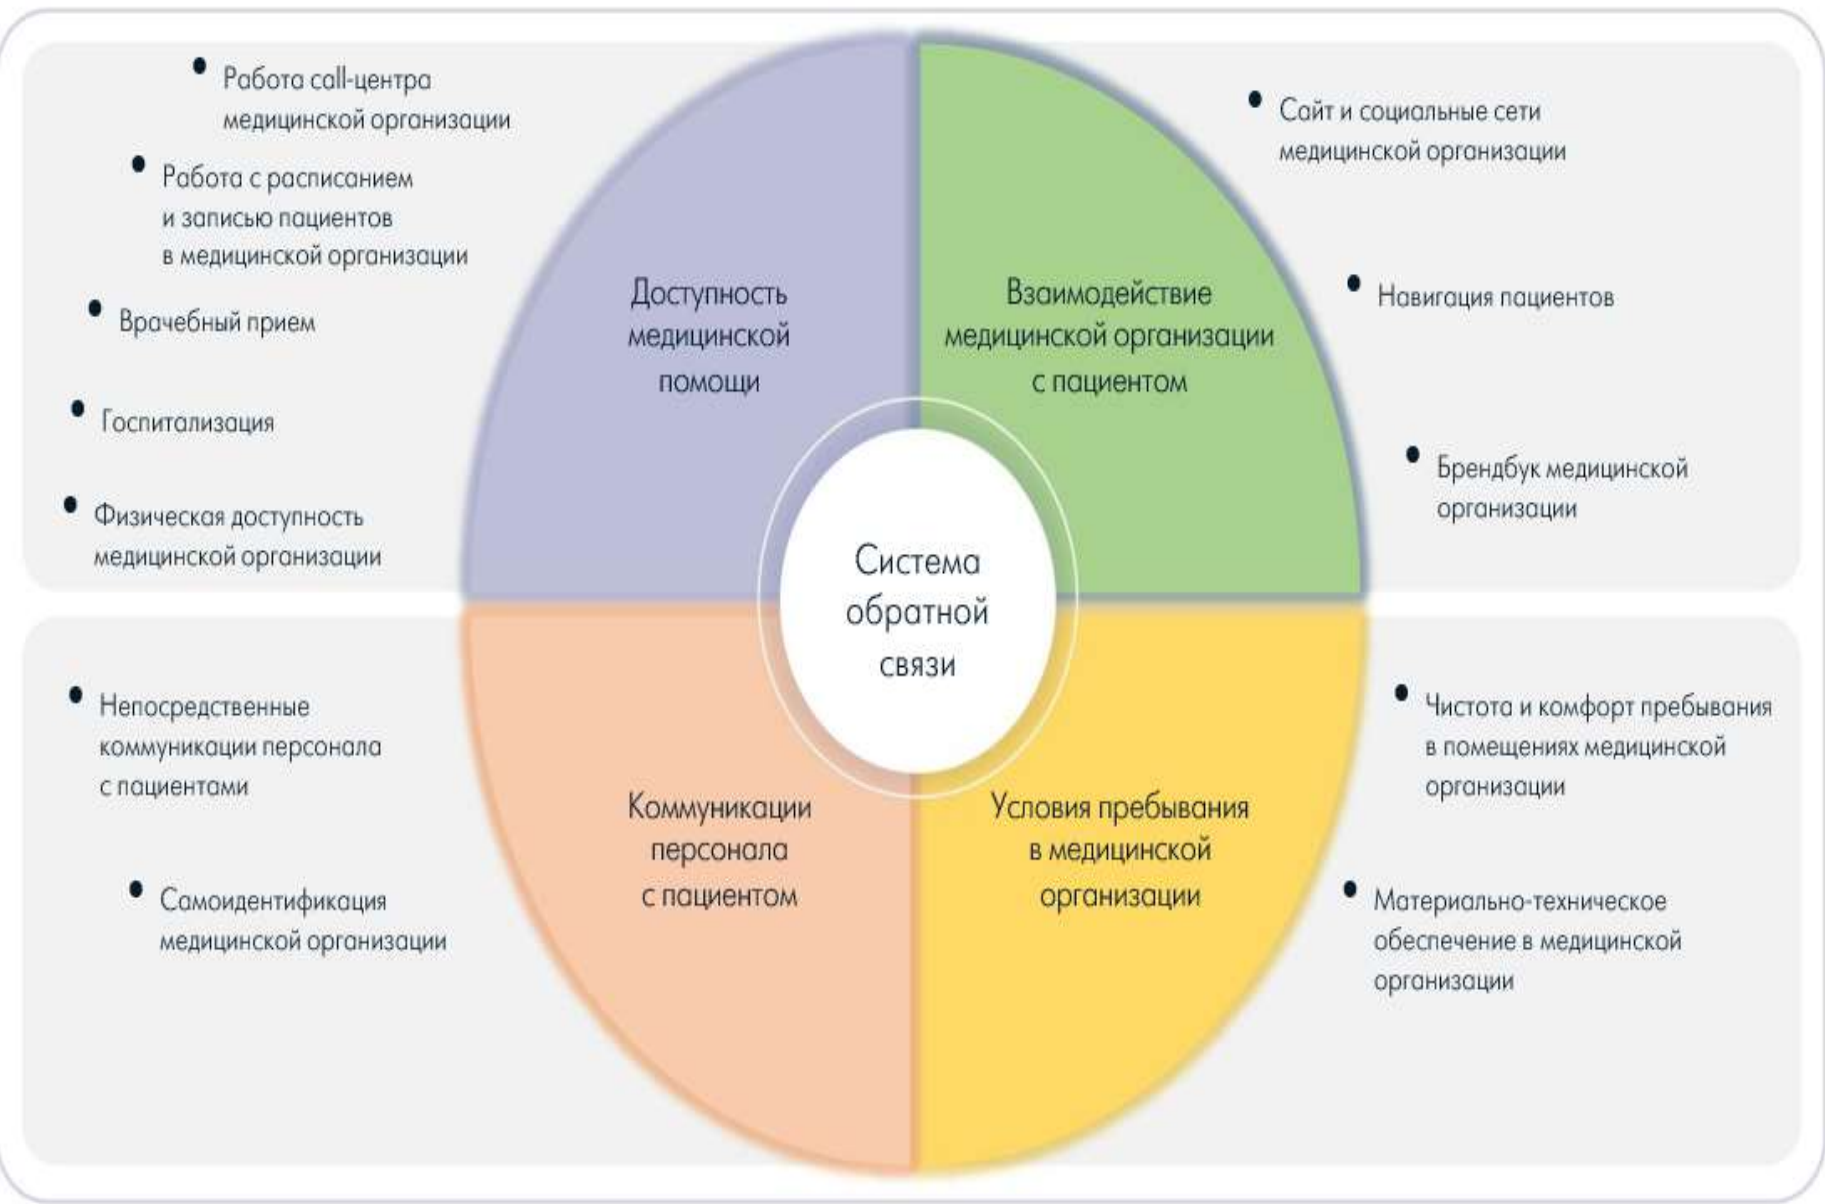 Работа call-центра
медицинской организации
Работа с расписанием
и записью пациентов
в медицинской организации
Врачебный прием
Госпитализация
Физическая доступность
медицинской организации
Доступность
медицинской
помощи
Взаимодействие
медицинской организации
с пациентом
Сайт и социальные сети
медицинской организации
Навигация пациентов
Брендбук медицинской
организации
Система
обратной
связи
Непосредственные
коммуникации персонала
с пациентами
Самоидентификация
медицинской организации
Коммуникации
персонала
с пациентом
Условия пребывания
в медицинской
организации
Чистота и комфорт пребывания
в помещениях медицинской
организации
Материально-техническое
обеспечение в медицинской
организации